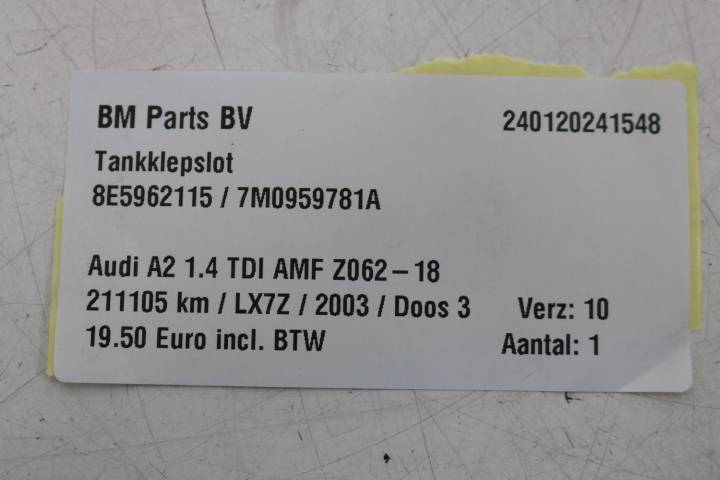 BM Parts BV 240120241548
Tankklepslot
8E5962115 / 7M0959781A
Audi A2 1.4 TDI AMF Z062-18
211105 km / LX7Z / 2003 / Doos 3 Verz: 10
19.50 Euro incl. BTW Aantal: 1